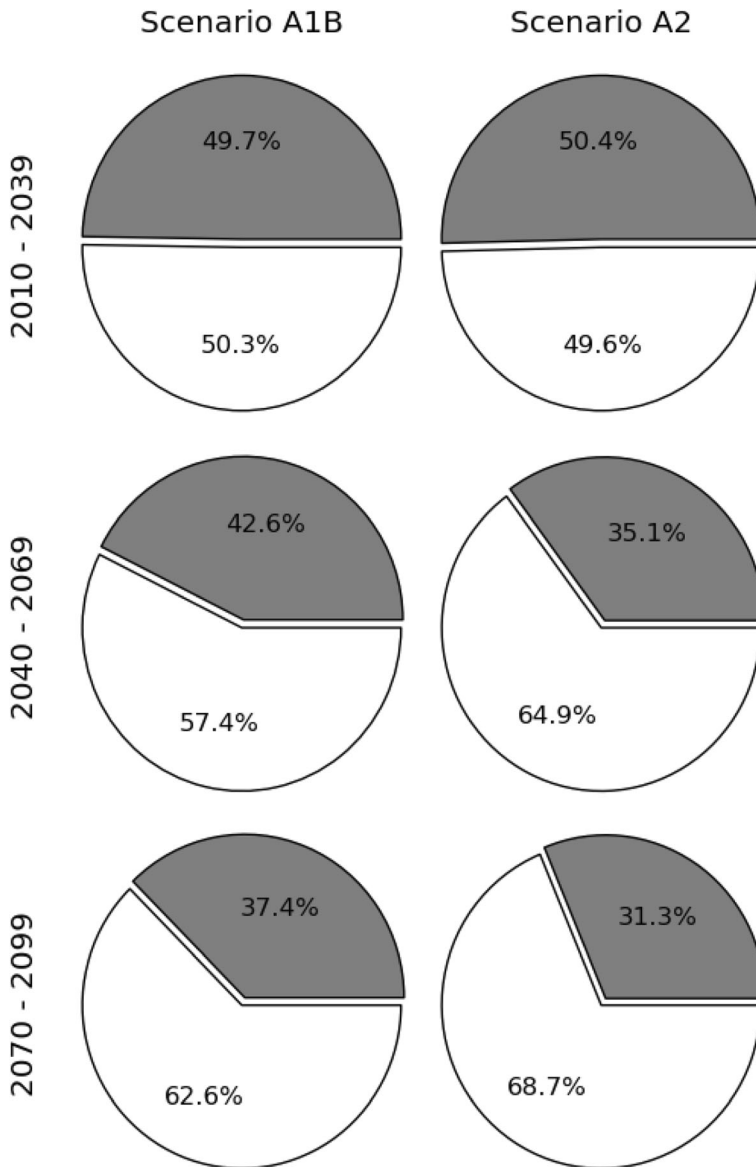 Scenario A1B
Scenario A2
2010 - 2039
49.7%
50.4%
50.3%
49.6%
2040 - 2069
42.6%
35.1%
57.4%
64.9%
2070 - 2099
37.4%
31.3%
62.6%
68.7%